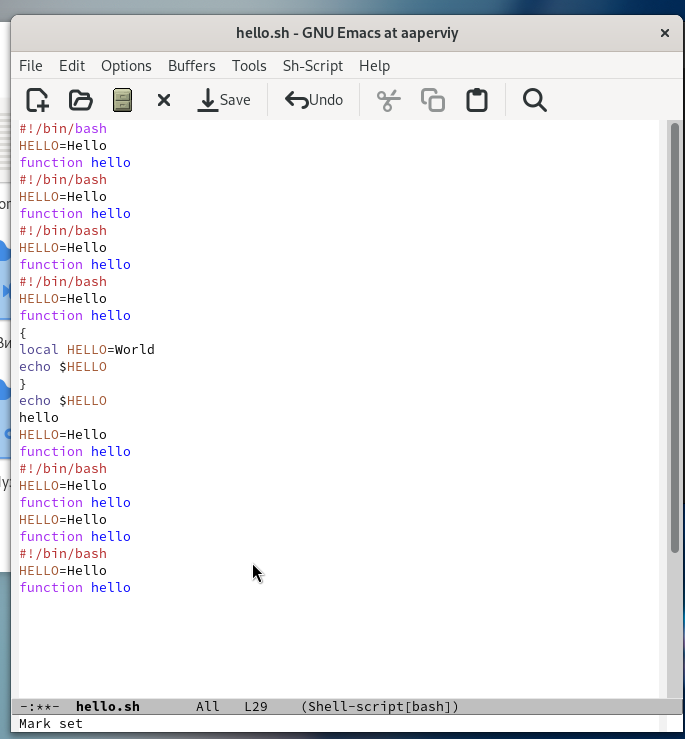 hello.sh - GNU Emacs at aaperviy
File Edit Options Buffers Tools Sh-Script Help
Save Undo
#!/bin/bash
HELLO=Hello
function hello
#!/bin/bash
HELLO=Hello
function hello
#!/bin/bash
HELLO=Hello
function hello
#!/bin/bash
HELLO=Hello
function hello
{
local HELLO=World
echo $HELLO
}
echo $HELLO
hello
HELLO=Hello
function hello
#!/bin/bash
HELLO=Hello
function hello
HELLO=Hello
function hello
#!/bin/bash
HELLO=Hello
function hello
-:**- hello.sh All L29 (Shell-script[bash])
Mark set